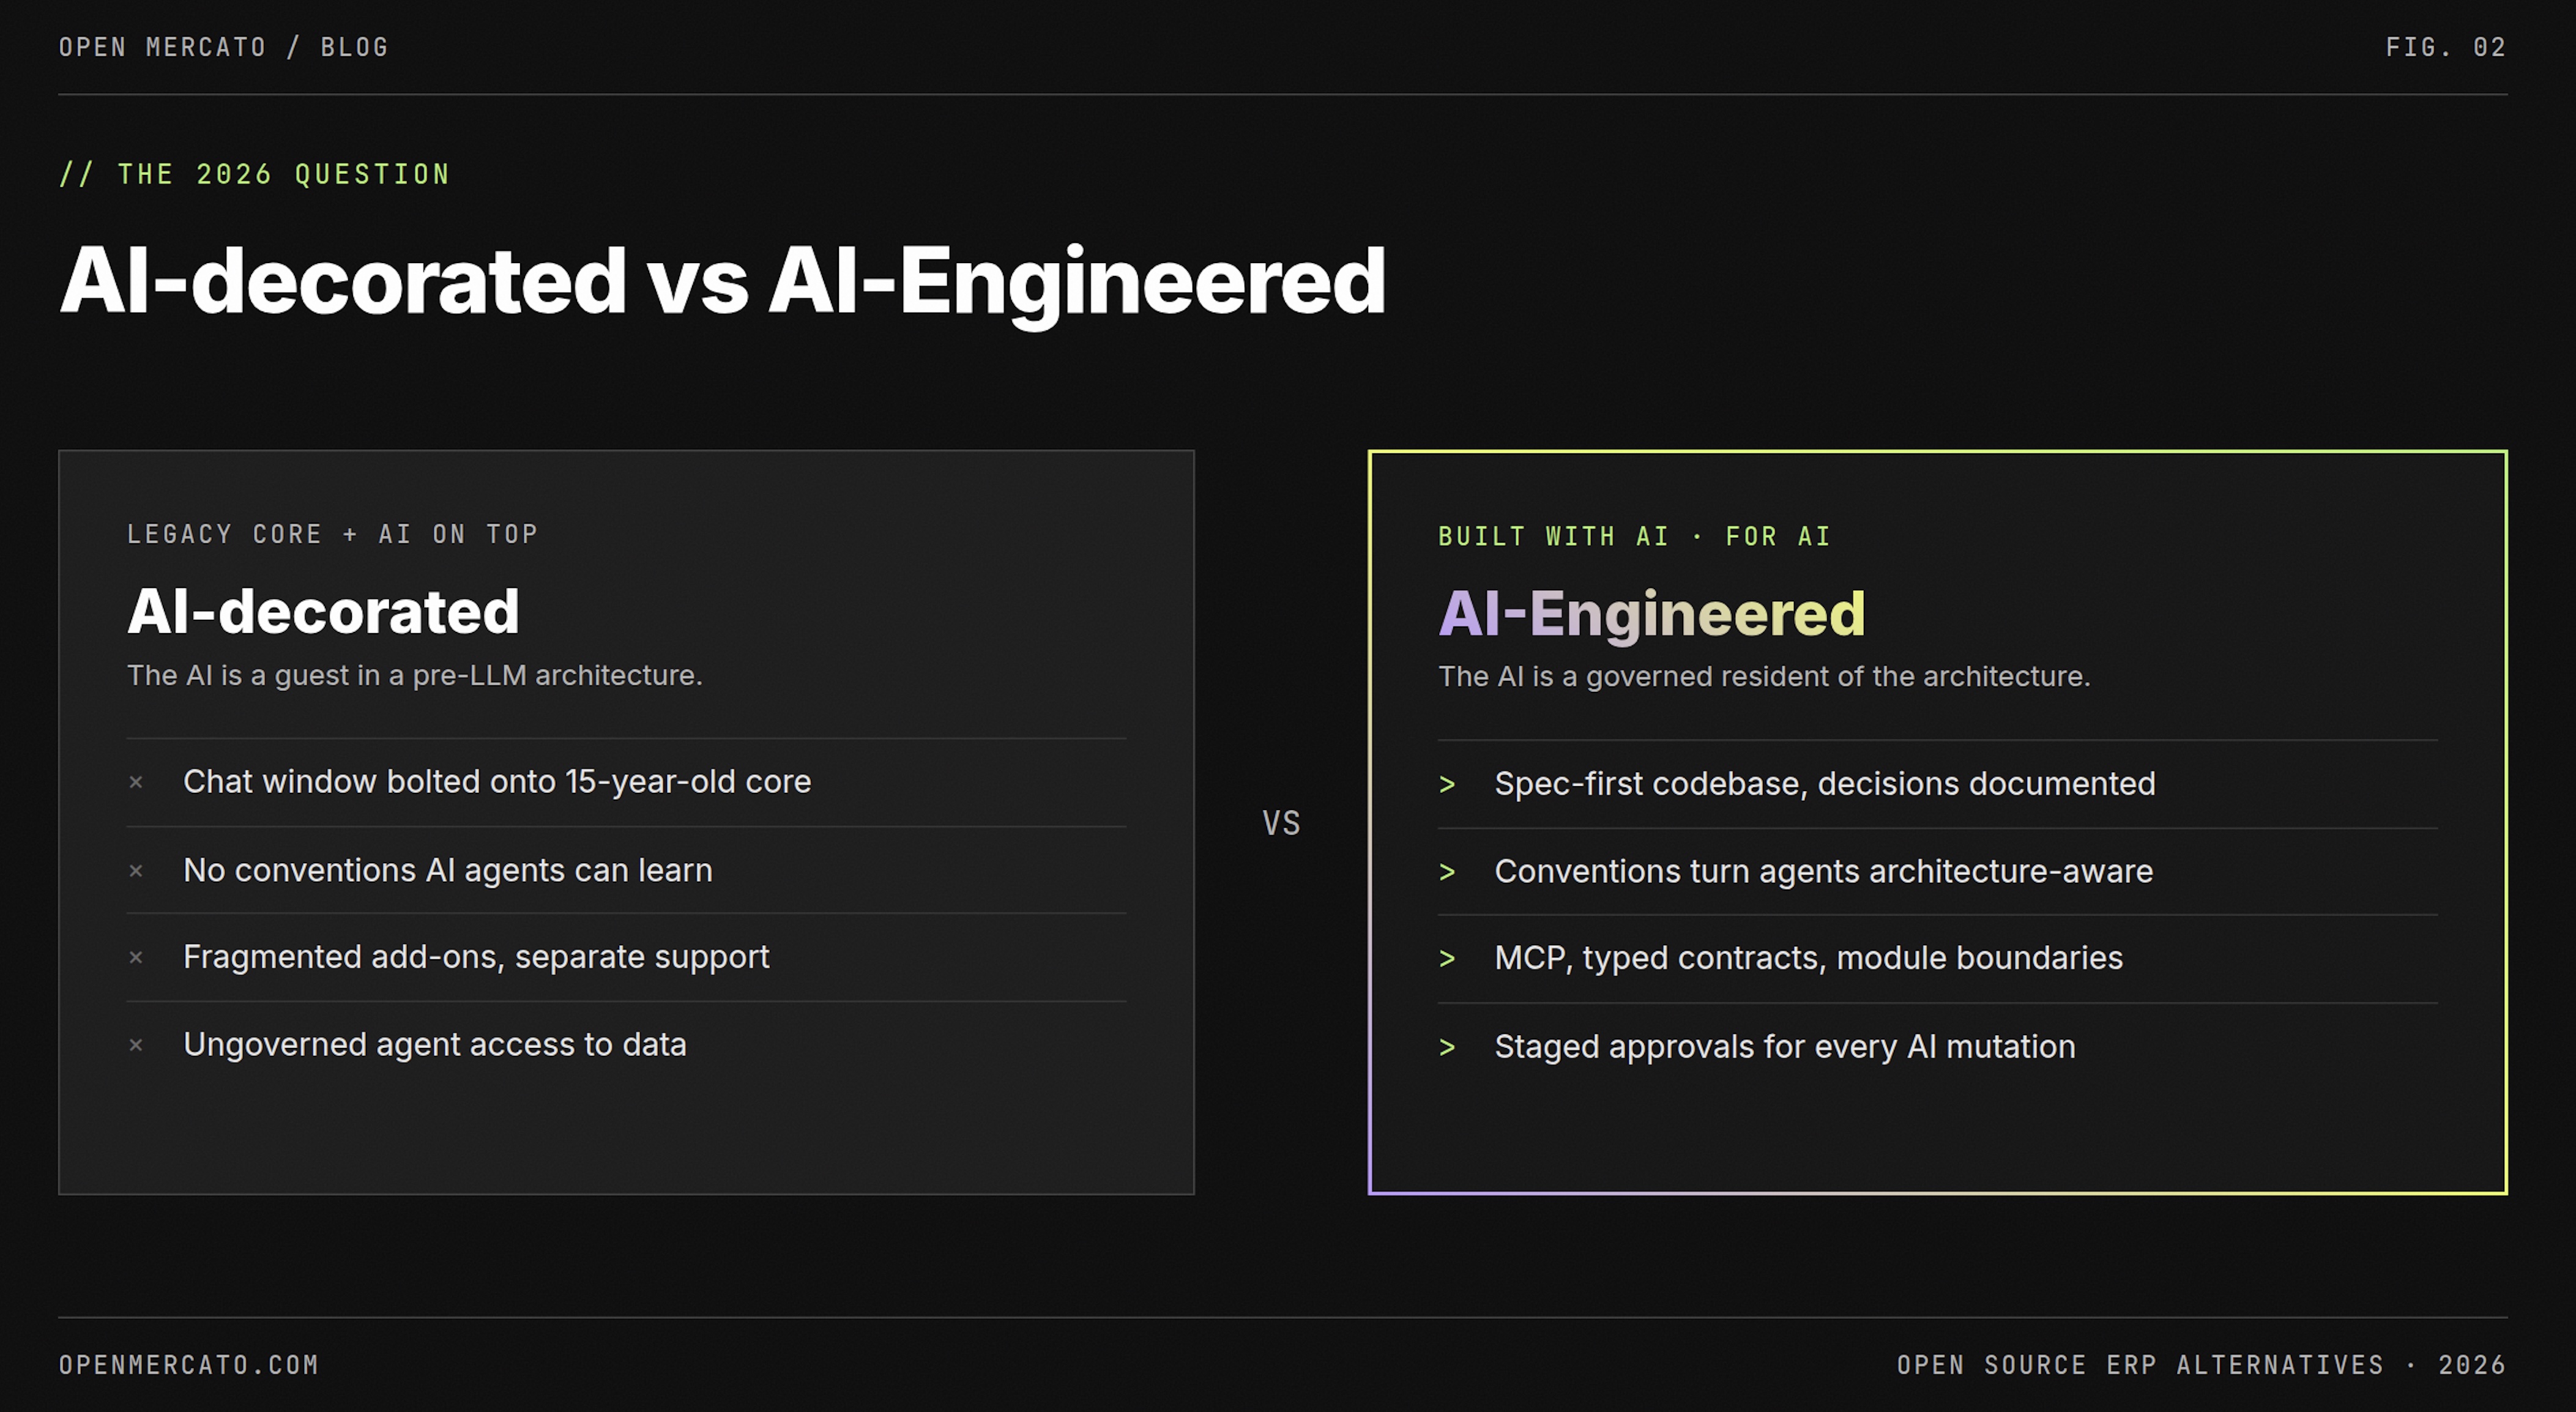 OPEN MERCATO / BLOG
FIG. 02
// THE 2026 QUESTION
AI-decorated vs AI-Engineered
LEGACY CORE + AI ON TOP
AI-decorated
The AI is a guest in a pre-LLM architecture.
× Chat window bolted onto 15-year-old core
× No conventions AI agents can learn
× Fragmented add-ons, separate support
× Ungoverned agent access to data
VS
BUILT WITH AI · FOR AI
AI-Engineered
The AI is a governed resident of the architecture.
> Spec-first codebase, decisions documented
> Conventions turn agents architecture-aware
> MCP, typed contracts, module boundaries
> Staged approvals for every AI mutation
OPENMERCATO.COM
OPEN SOURCE ERP ALTERNATIVES · 2026